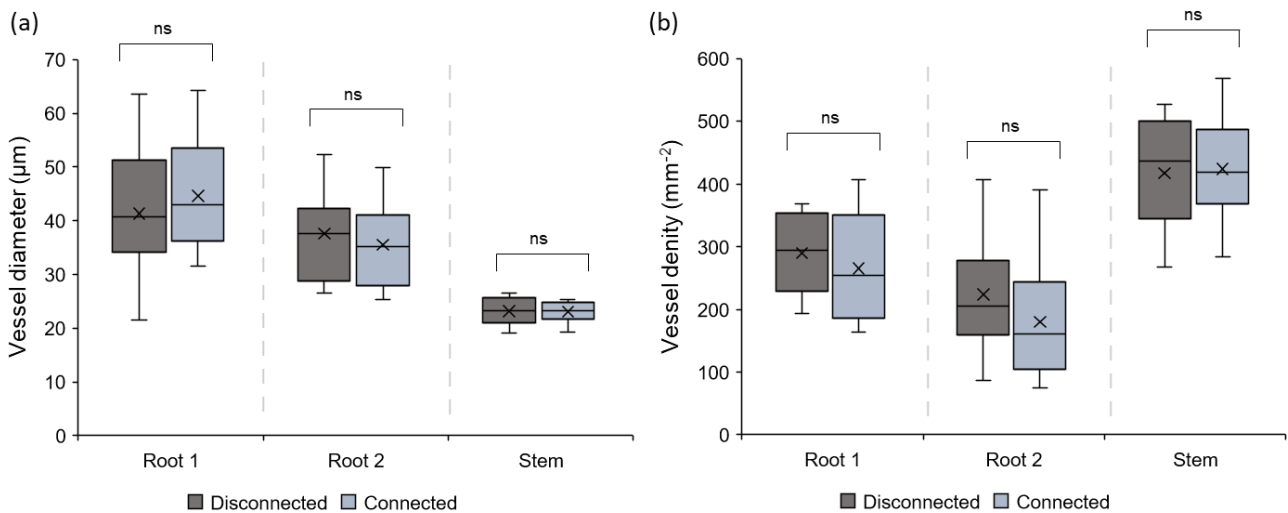 (a)
Vessel diameter (µm)
70
60
50
40
30
20
10
0
ns
ns
ns
Root 1
Root 2
Stem
Disconnected
Connected
(b)
Vessel denity (mm-2)
600
500
400
300
200
100
0
ns
ns
ns
Root 1
Root 2
Stem
Disconnected
Connected